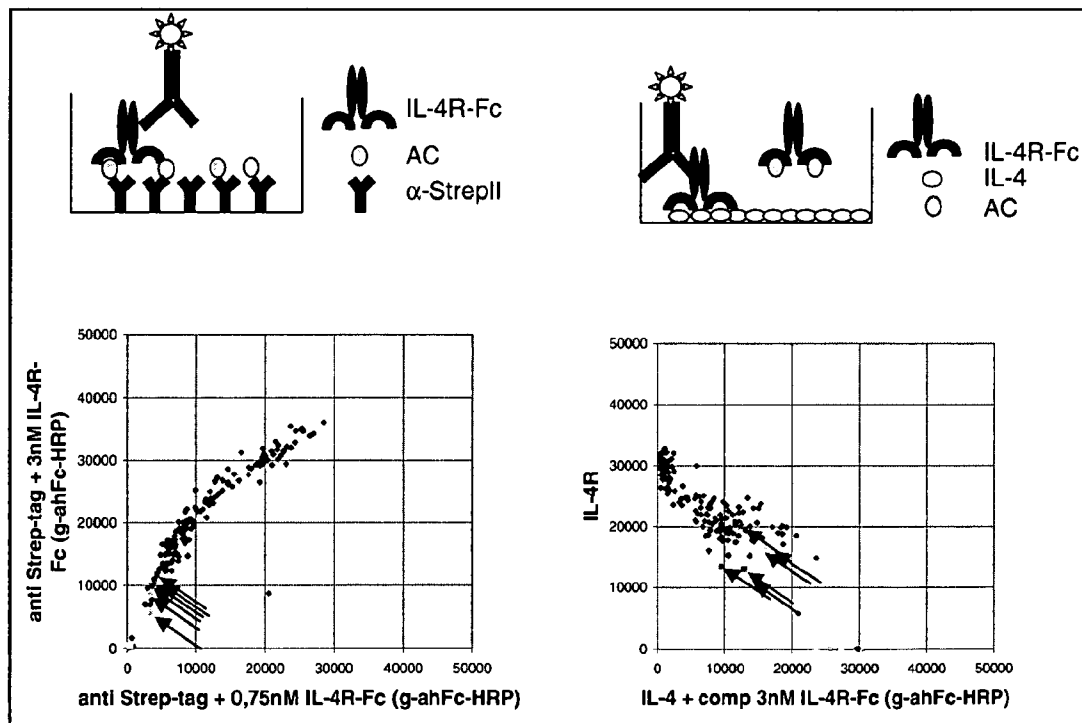 IL-4R-Fc
AC
α-StrepII
IL-4R-Fc
IL-4
AC
anti Strep-tag + 3nM IL-4R-
Fc (g-ahFc-HRP)
50000
40000
30000
20000
10000
0
0 10000 20000 30000 40000 50000
anti Strep-tag + 0,75nM IL-4R-Fc (g-ahFc-HRP)
IL-4R
50000
40000
30000
20000
10000
0
0 10000 20000 30000 40000 50000
IL-4 + comp 3nM IL-4R-Fc (g-ahFc-HRP)